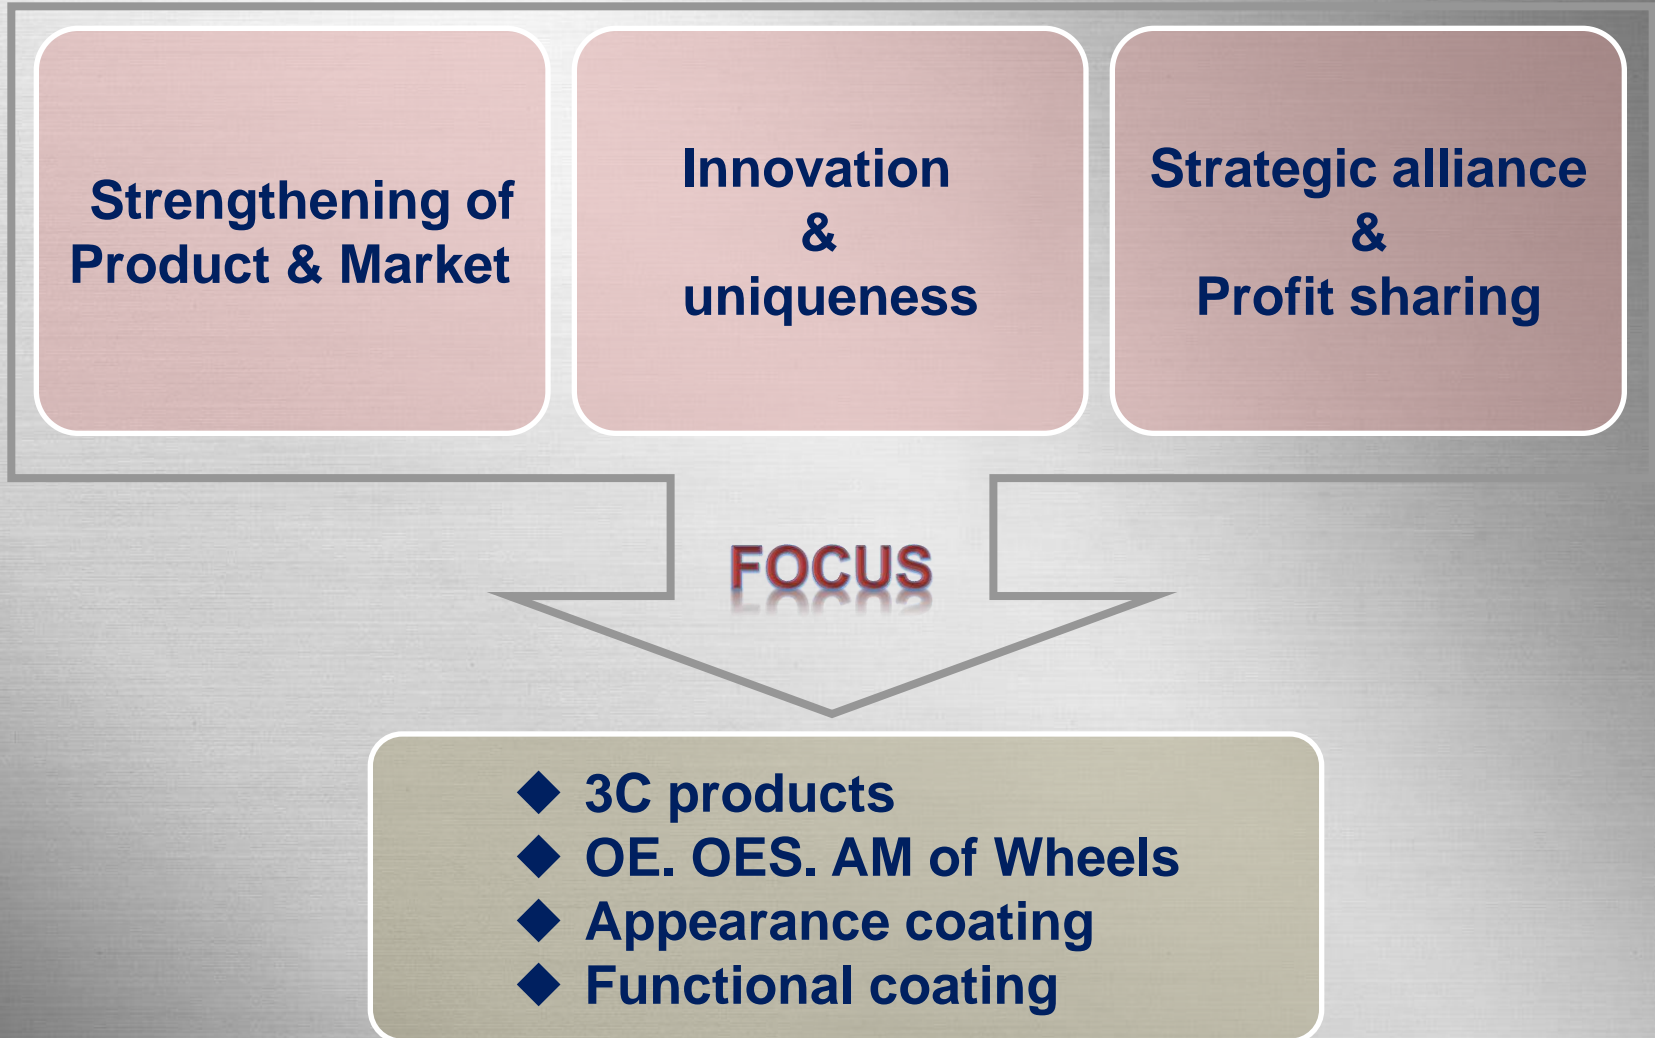 Strengthening of
Product & Market
Innovation
&
uniqueness
Strategic alliance
&
Profit sharing
FOCUS
◆ 3C products
◆ OE. OES. AM of Wheels
◆ Appearance coating
◆ Functional coating